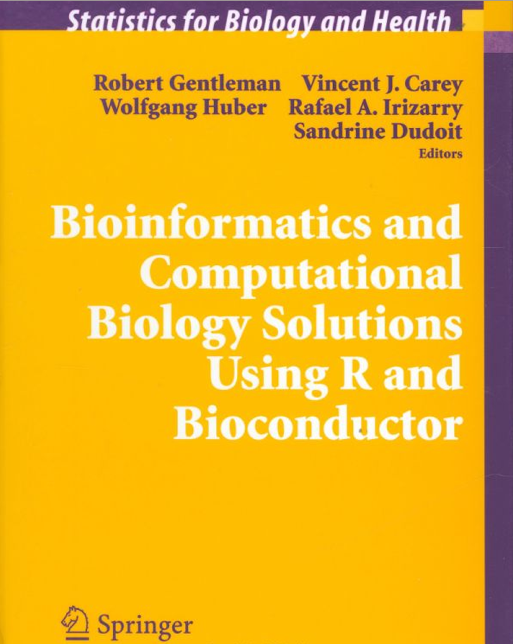 Statistics for Biology and Health
Robert Gentleman Vincent J. Carey
Wolfgang Huber Rafael A. Irizarry
Sandrine Dudoit
Editors
Bioinformatics and
Computational
Biology Solutions
Using R and
Bioconductor
Springer